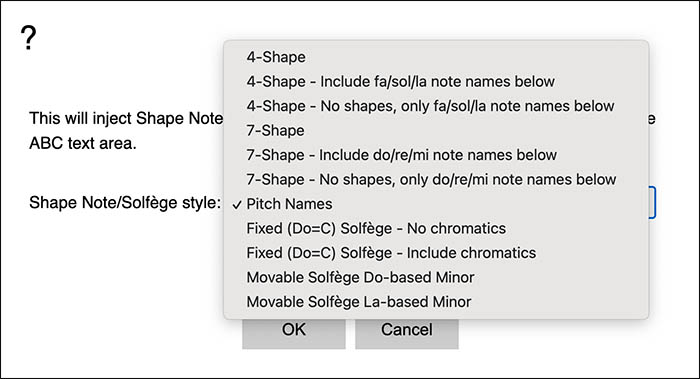 ?
4-Shape
4-Shape - Include fa/sol/la note names below
4-Shape - No shapes, only fa/sol/la note names below
This will inject Shape Note e
7-Shape
ABC text area.
7-Shape - Include do/re/mi note names below
7-Shape - No shapes, only do/re/mi note names below
Shape Note/Solfège style: ✓ Pitch Names
Fixed (Do=C) Solfège - No chromatics
Fixed (Do=C) Solfège - Include chromatics
Movable Solfège Do-based Minor
Movable Solfège La-based Minor
OK Cancel